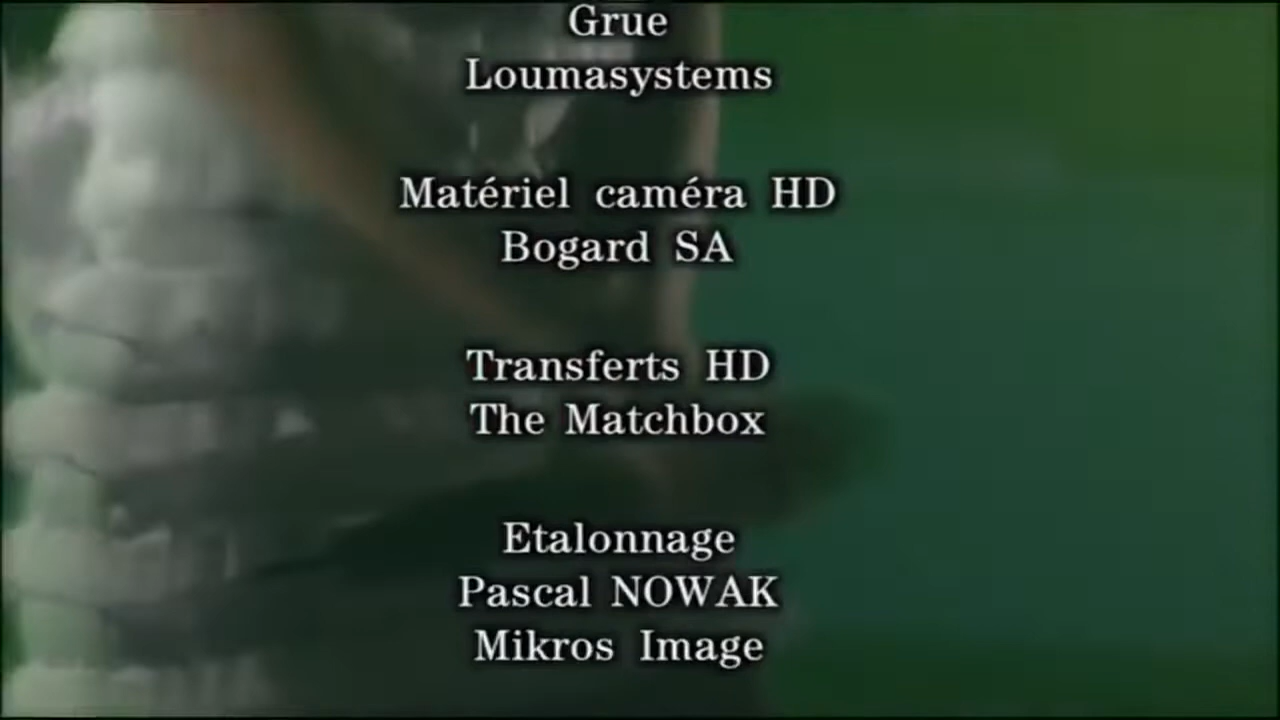 Grue
Loumasystems
Matériel caméra HD
Bogard SA
Transferts HD
The Matchbox
Etalonnage
Pascal NOWAK
Mikros Image